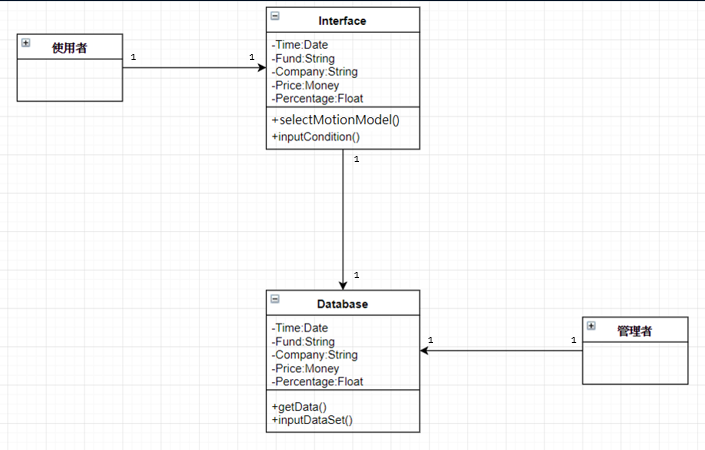 使用者
1
1
Interface
-Time:Date
-Fund:String
-Company:String
-Price:Money
-Percentage:Float
+selectMotionModel()
+inputCondition()
1
1
Database
-Time:Date
-Fund:String
-Company:String
-Price:Money
-Percentage:Float
+getData()
+inputDataSet()
1
1
管理者